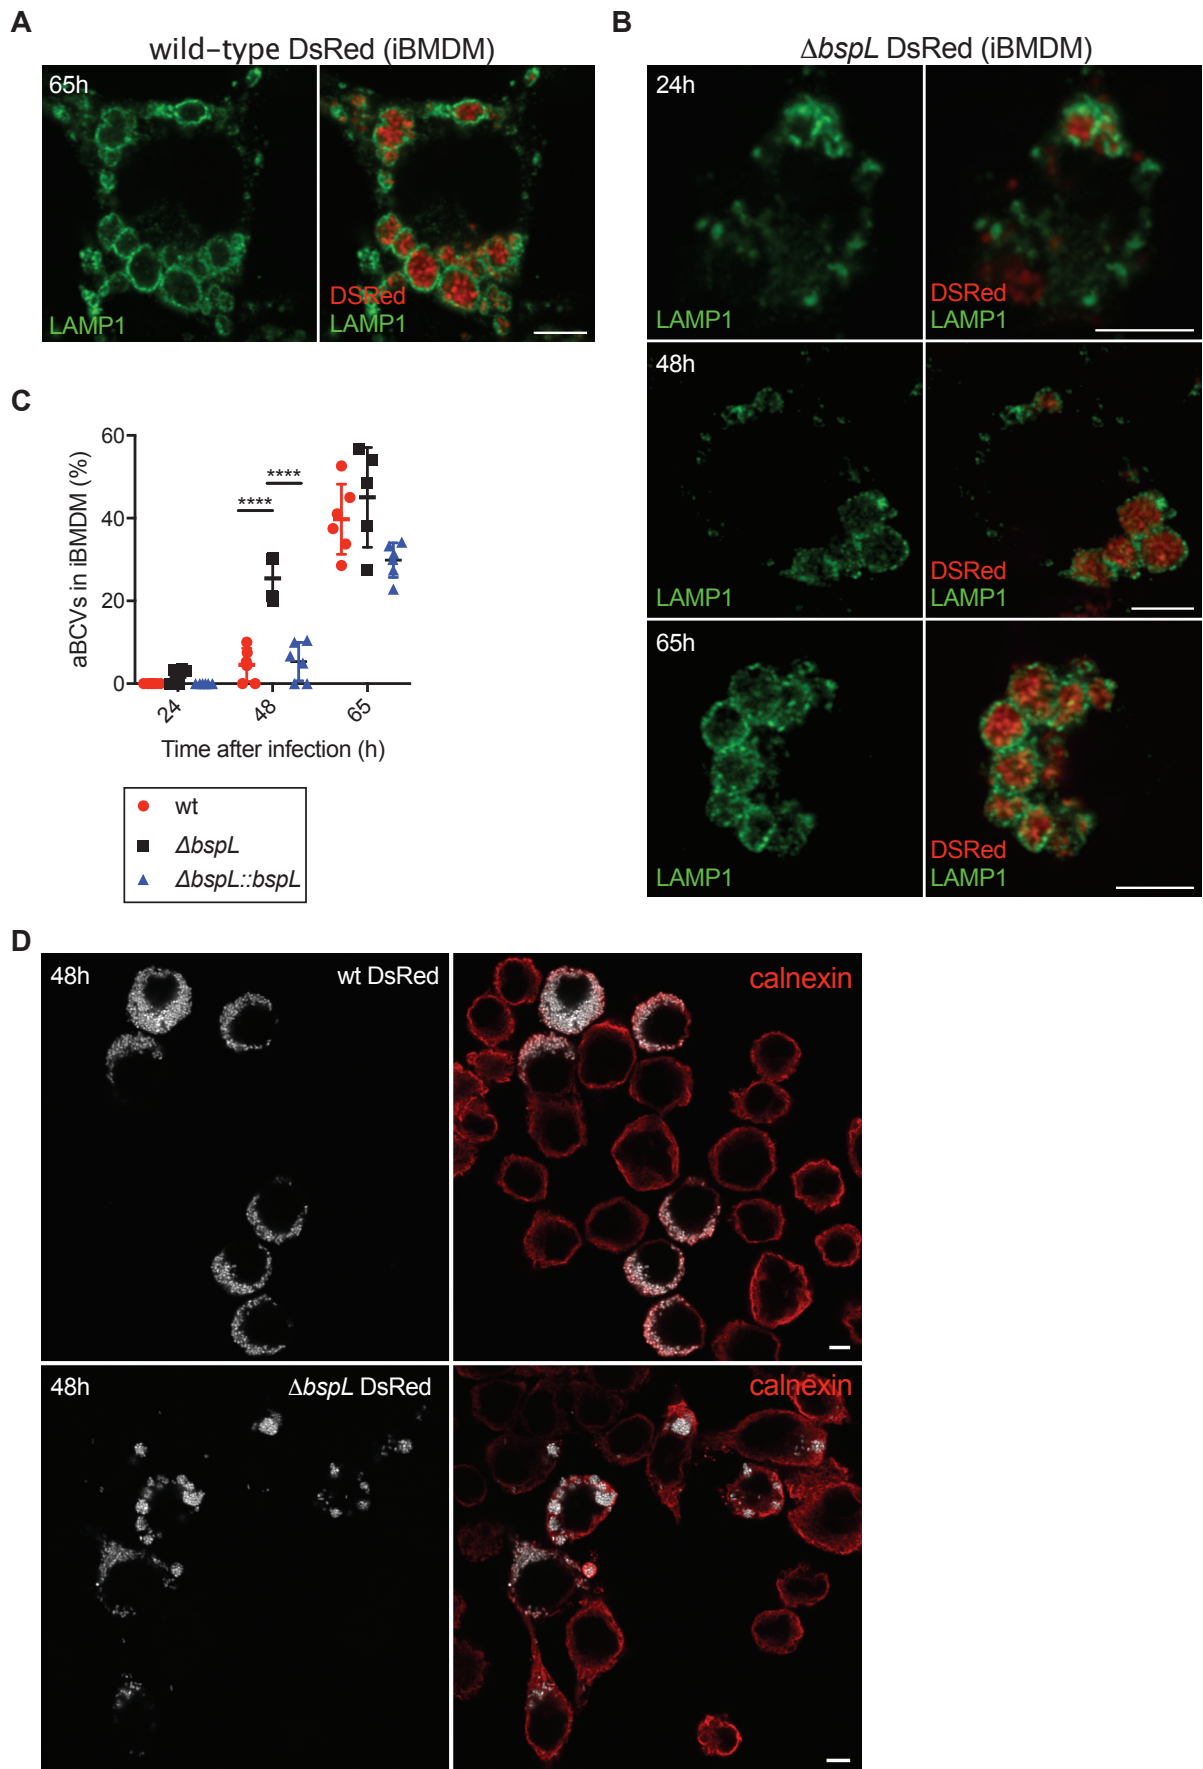 A
wild-type DsRed (iBMDM)
65h
LAMP1
DSRed
LAMP1
B
ΔbspL DsRed (iBMDM)
24h
LAMP1
DSRed
LAMP1
48h
LAMP1
DSRed
LAMP1
65h
LAMP1
DSRed
LAMP1
C
aBCVs in iBMDM (%)
60
40
20
0
**** ****
24 48 65
Time after infection (h)
wt
ΔbspL
ΔbspL::bspL
D
48h wt DsRed
calnexin
48h ΔbspL DsRed
calnexin